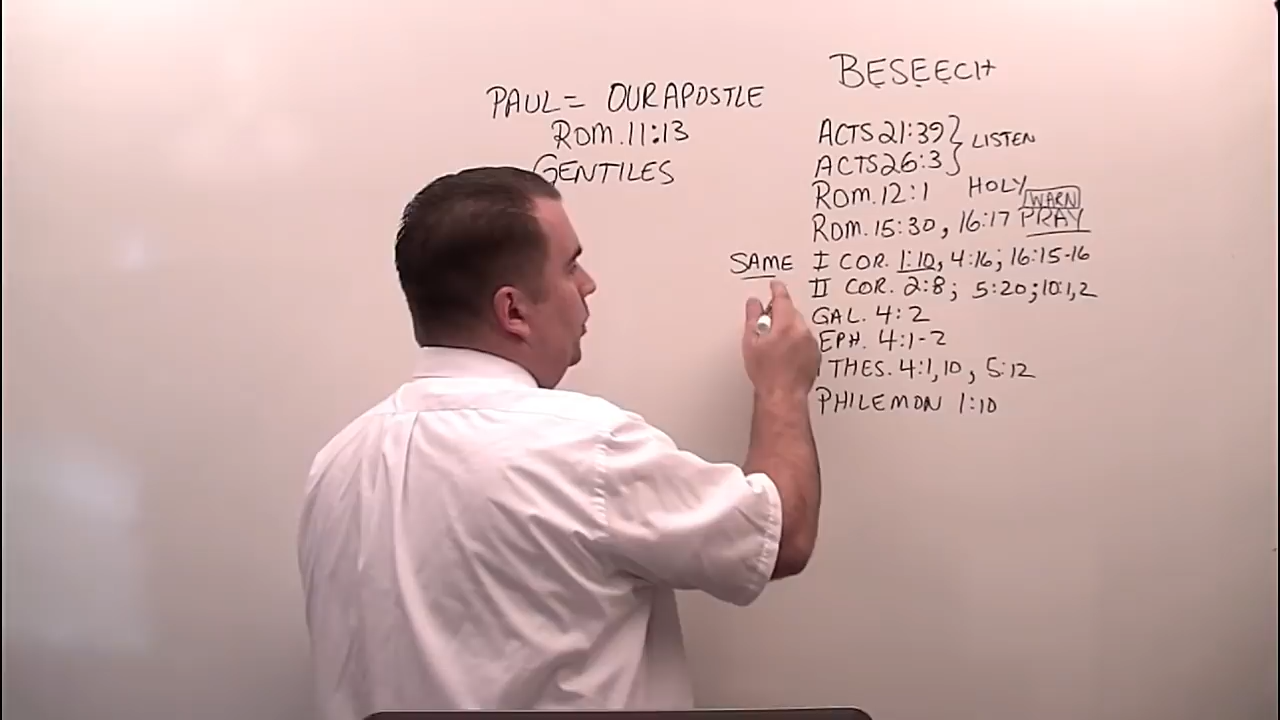 PAUL = OUR APOSTLE
ROM. 11:13
GENTILES
BESEECH
ACTS 21:39 } LISTEN
ACTS 26:3
ROM. 12:1 HOLY
WARN
ROM. 15:30, 16:17 PRAY
SAME I COR. 1:10, 4:16; 16:15-16
II COR. 2:8; 5:20; 10:1,2
GAL. 4:2
EPH. 4:1-2
I THES. 4:1,10, 5:12
PHILEMON 1:10